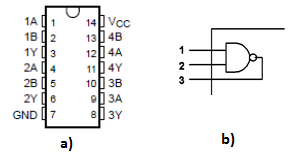 1A 1 14 VCC
1B 2 13 4B
1Y 3 12 4A
2A 4 11 4Y
2B 5 10 3B
2Y 6 9 3A
GND 7 8 3Y
a)
1
2
3
b)